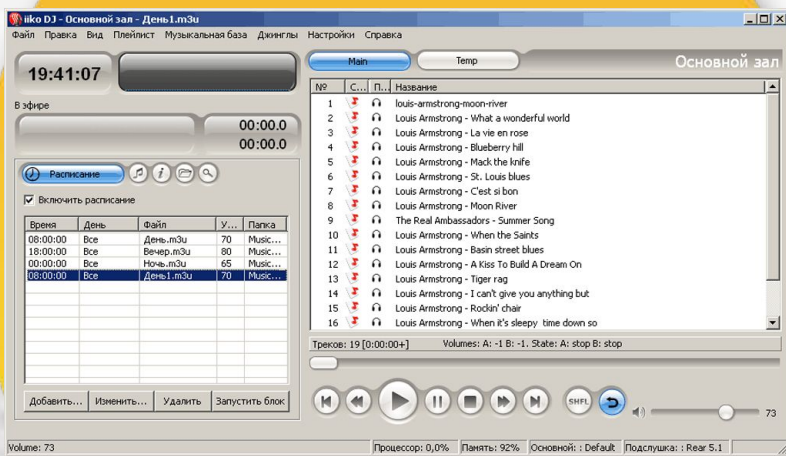 iiko DJ - Основной зал - День1.m3u
Файл Правка Вид Плейлист Музыкальная база Джинглы Настройки Справка
19:41:07
В эфире
00:00.0
00:00.0
Расписание
Включить расписание
Время День Файл У... Папка
08:00:00 Все День.m3u 70 Music...
18:00:00 Все Вечер.m3u 80 Music...
00:00:00 Все Ночь.m3u 65 Music...
08:00:00 Все День1.m3u 70 Music...
Добавить... Изменить... Удалить Запустить блок
Main Temp Основной зал
№ С... П... Название
1 louis-armstrong-moon-river
2 Louis Armstrong - What a wonderful world
3 Louis Armstrong - La vie en rose
4 Louis Armstrong - Blueberry hill
5 Louis Armstrong - Mack the knife
6 Louis Armstrong - St. Louis blues
7 Louis Armstrong - C'est si bon
8 Louis Armstrong - Moon River
9 The Real Ambassadors - Summer Song
10 Louis Armstrong - When the Saints
11 Louis Armstrong - Basin street blues
12 Louis Armstrong - A Kiss To Build A Dream On
13 Louis Armstrong - Tiger rag
14 Louis Armstrong - I can't give you anything but
15 Louis Armstrong - Rockin' chair
16 Louis Armstrong - When it's sleepy time down so
Треков: 19 [0:00:00+] Volumes: A: -1 B: -1. State: A: stop B: stop
SHFL
73
Volume: 73 Процессор: 0,0% Память: 92% Основной: : Default Подслушка: : Rear 5.1